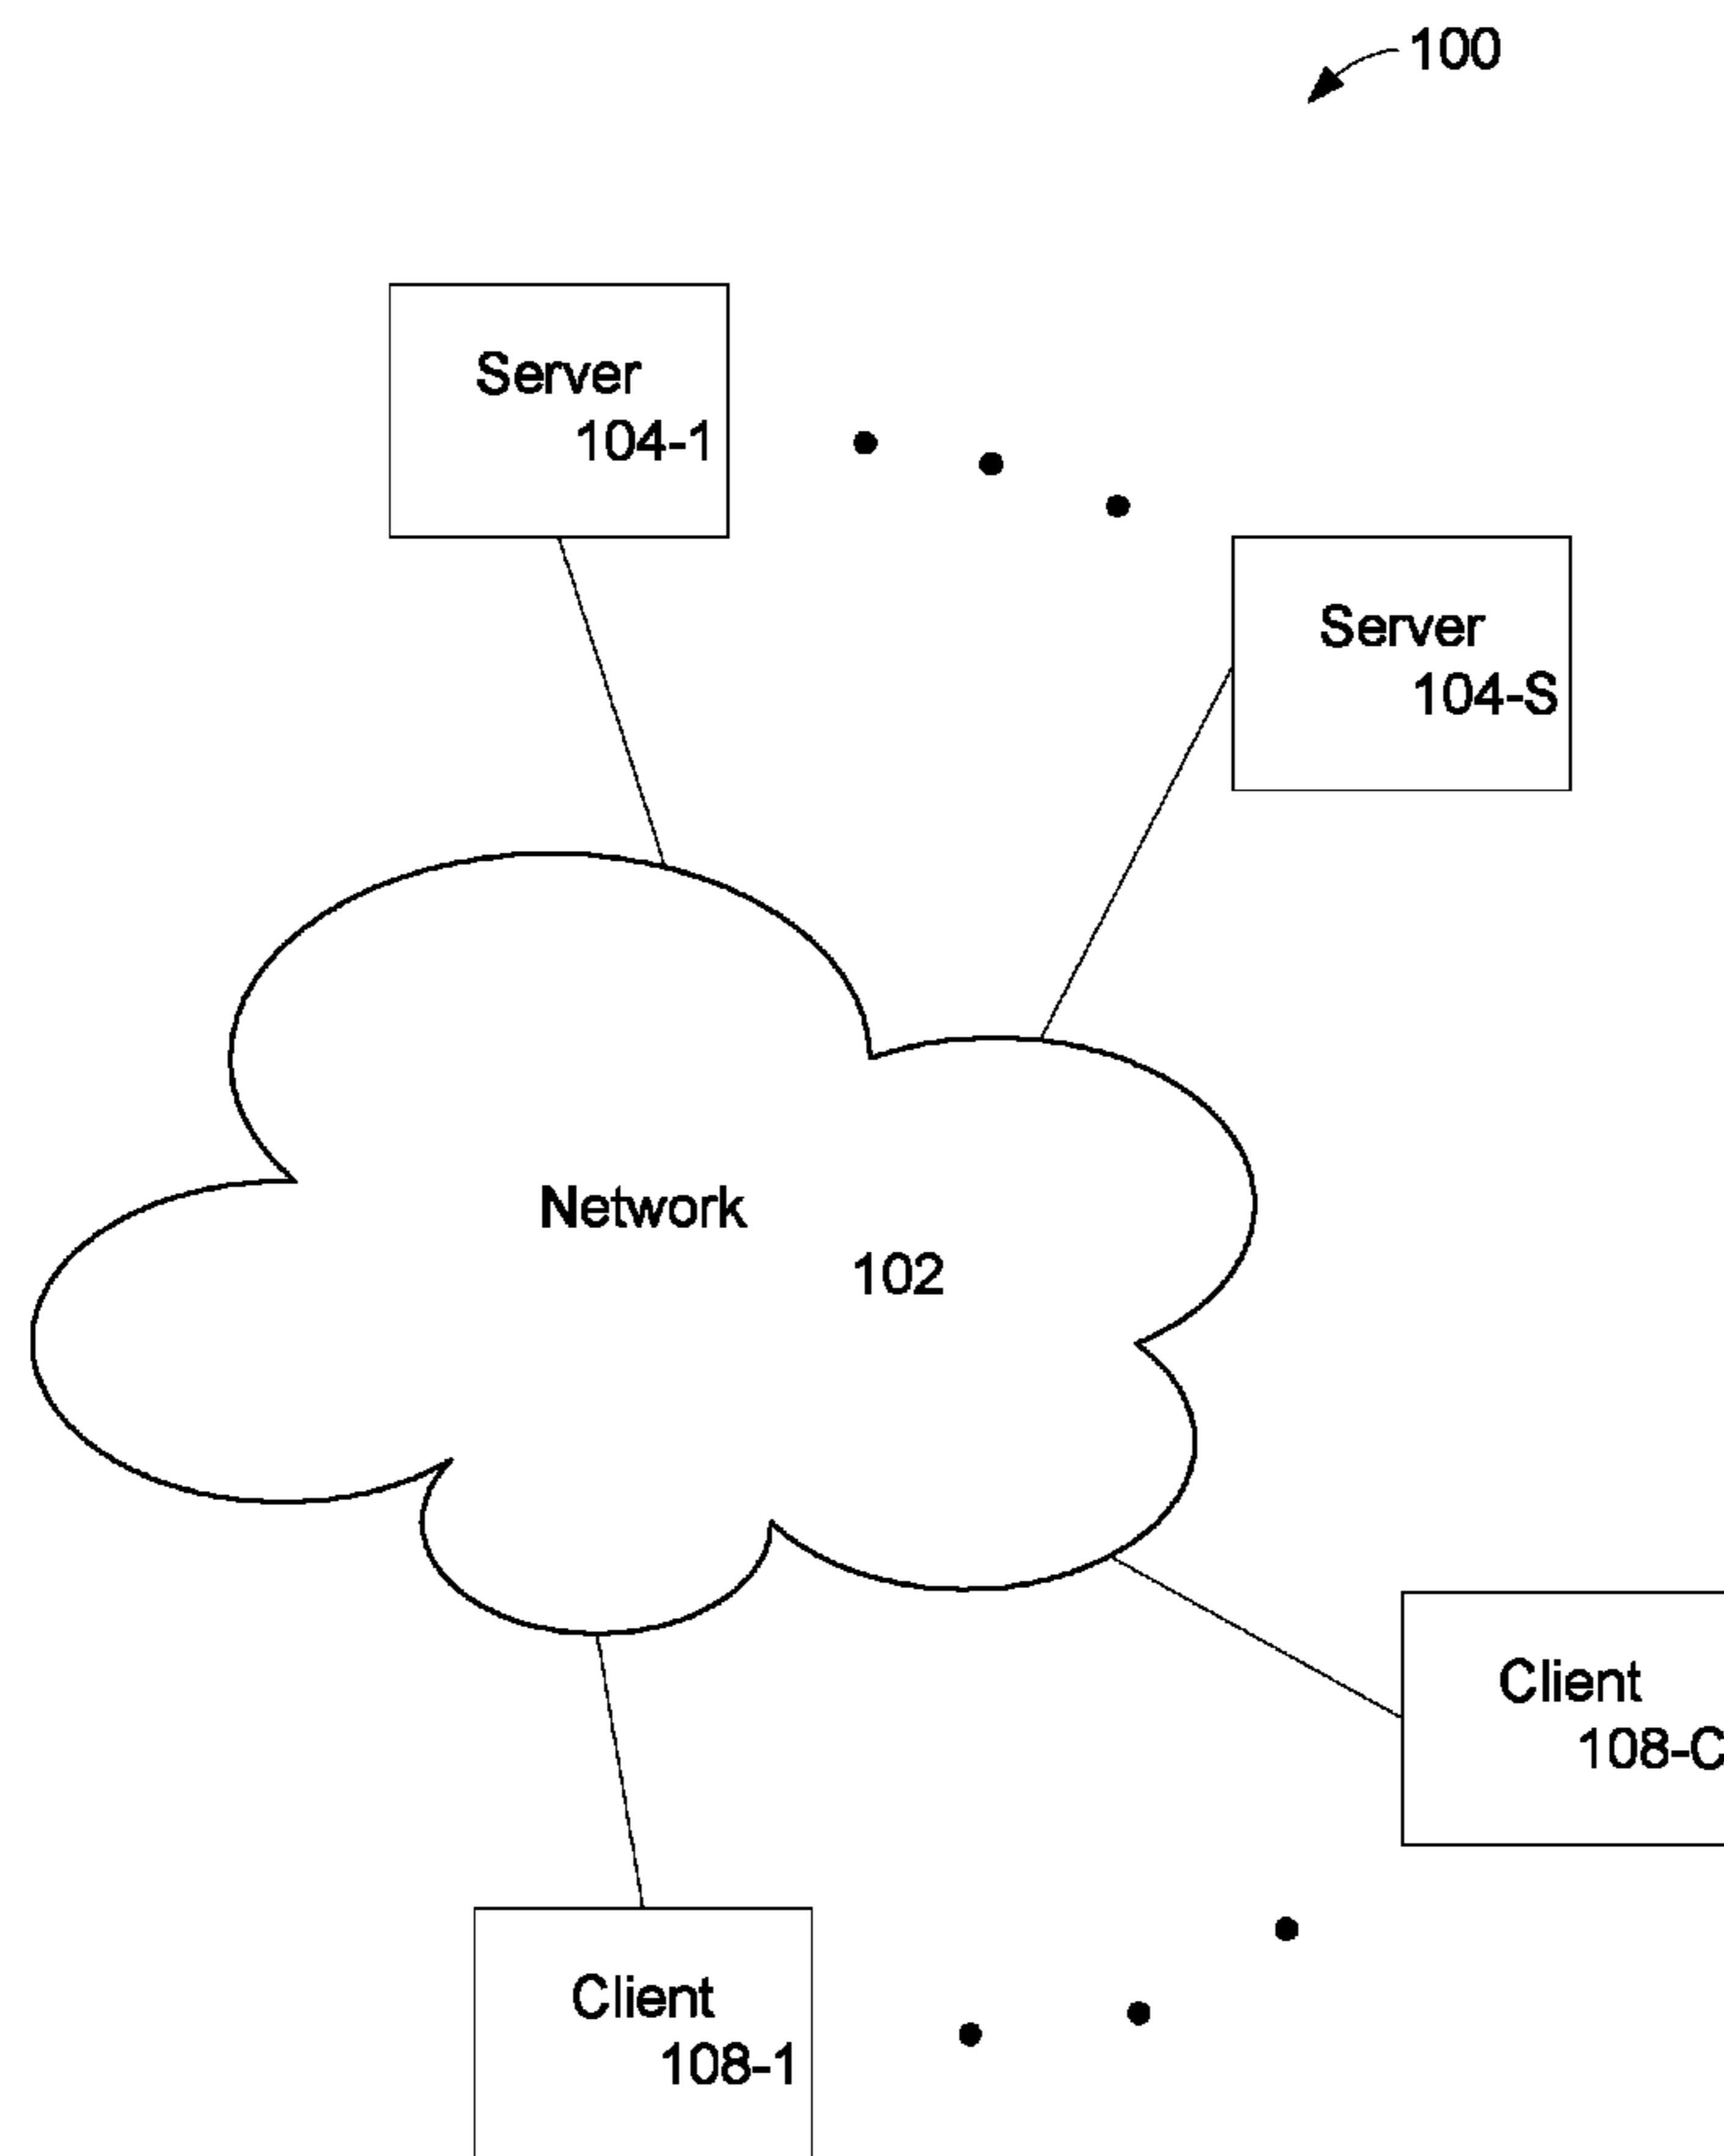 100
Server
104-1
Server
104-S
Network
102
Client
108-C
Client
108-1